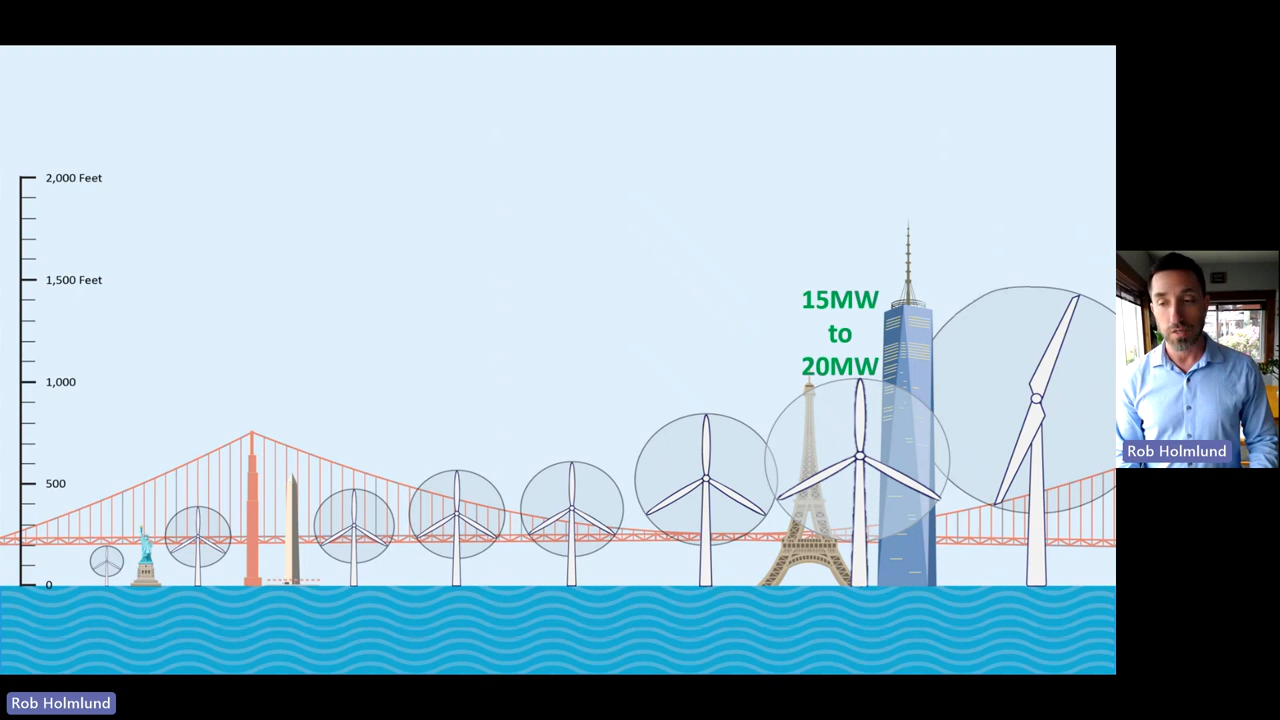 2,000 Feet
1,500 Feet
1,000
500
0
15MW
to
20MW
Rob Holmlund
Rob Holmlund